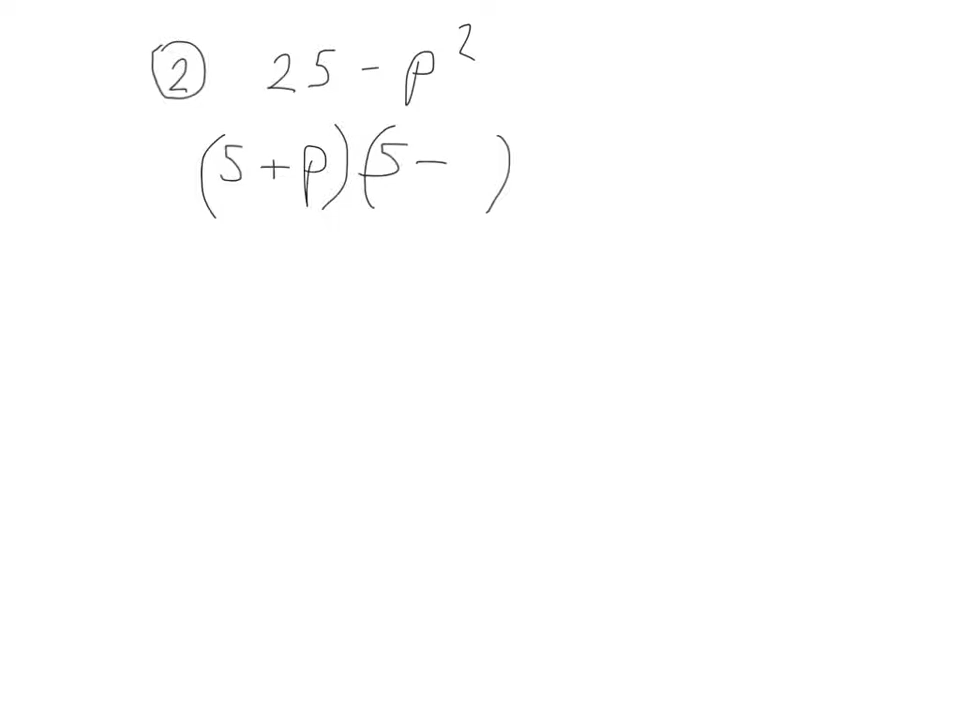 ② 25 - p²
(5 + p)(5 - )